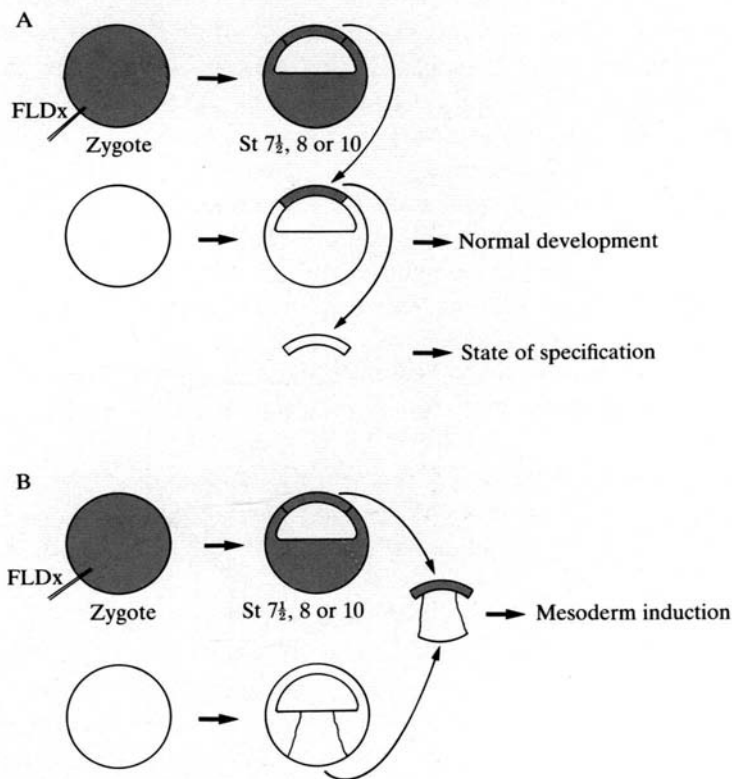 A
FLDx
Zygote
St 7½, 8 or 10
Normal development
State of specification
B
FLDx
Zygote
St 7½, 8 or 10
Mesoderm induction